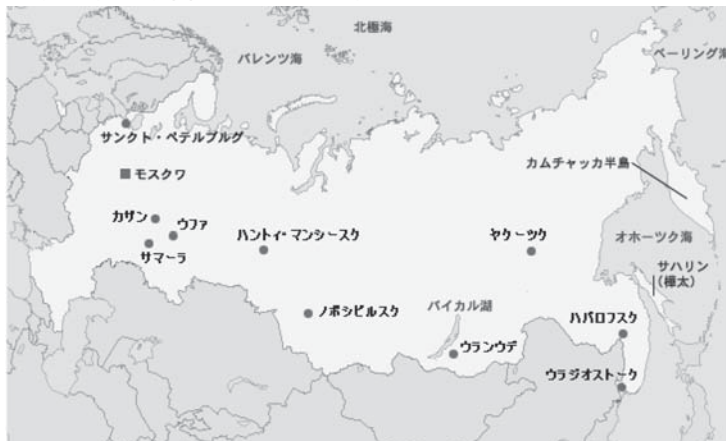 北極海
バレンツ海
ベーリング海
サンクト・ペテルブルグ
モスクワ
カムチャッカ半島
カザン
ウファ
サマーラ
ハンティ・マンシースク
ヤクーツク
オホーツク海
サハリン
(樺太)
ノボシビルスク
バイカル湖
ハバロフスク
ウランウデ
ウラジオストーク